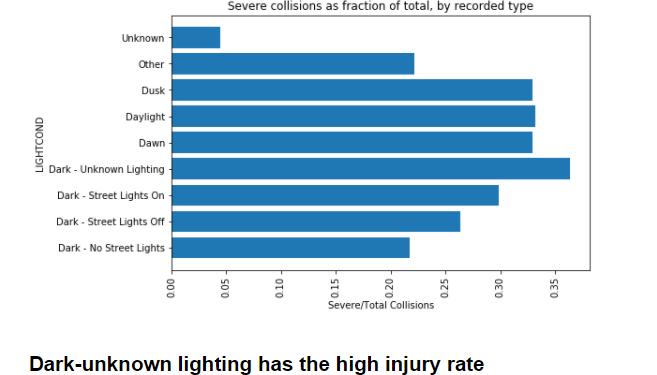 Severe collisions as fraction of total, by recorded type
LIGHTCOND
Unknown
Other
Dusk
Daylight
Dawn
Dark - Unknown Lighting
Dark - Street Lights On
Dark - Street Lights Off
Dark - No Street Lights
0.00 0.05 0.10 0.15 0.20 0.25 0.30 0.35
Severe/Total Collisions
Dark-unknown lighting has the high injury rate